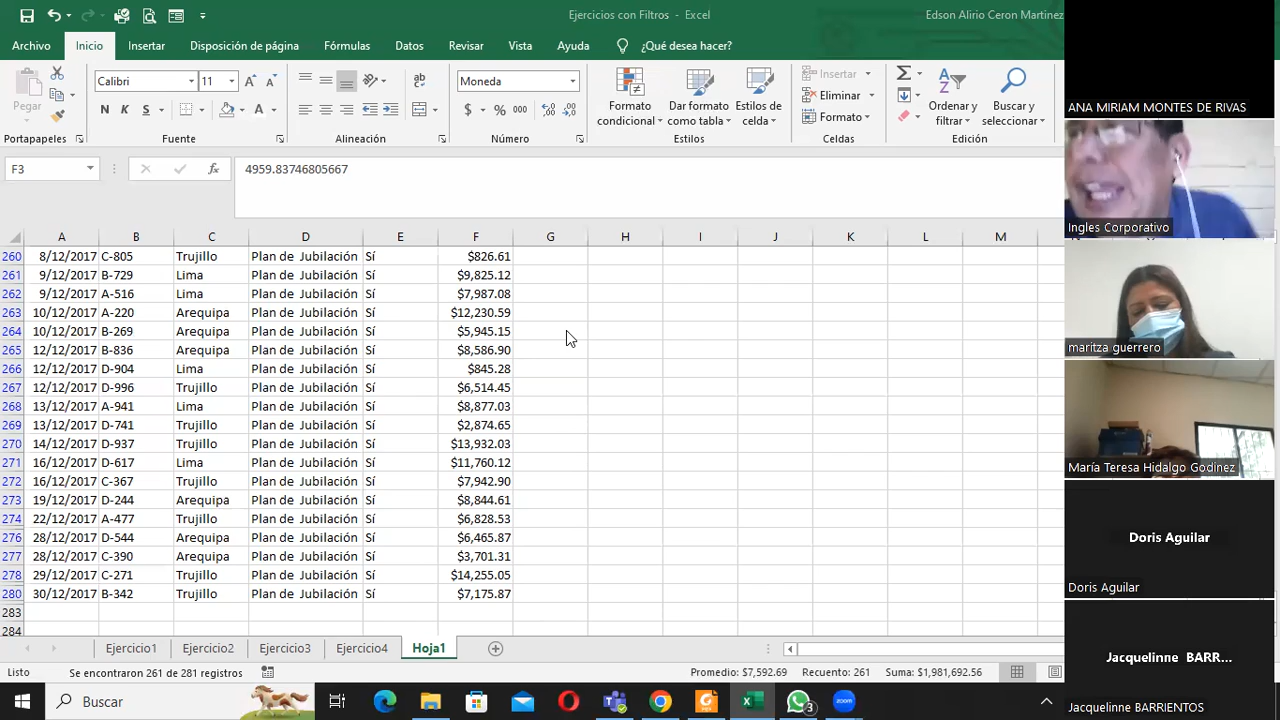 Ejercicios con Filtros - Excel
Edson Alirio Ceron Martinez
Archivo Inicio Insertar Disposición de página Fórmulas Datos Revisar Vista Ayuda ¿Qué desea hacer?
Pegar
Calibri 11
N K S
Moneda
$ % 000
Formato condicional
Dar formato como tabla
Estilos de celda
Insertar
Eliminar
Formato
Ordenar y filtrar
Buscar y seleccionar
Portapapeles Fuente Alineación Número Estilos Celdas Edición
F3 fx 4959.83746805667
A B C D E F G H I J K L M
260 8/12/2017 C-805 Trujillo Plan de Jubilación Sí $826.61
261 9/12/2017 B-729 Lima Plan de Jubilación Sí $9,825.12
262 9/12/2017 A-516 Lima Plan de Jubilación Sí $7,987.08
263 10/12/2017 A-220 Arequipa Plan de Jubilación Sí $12,230.59
264 10/12/2017 B-269 Arequipa Plan de Jubilación Sí $5,945.15
265 12/12/2017 B-836 Arequipa Plan de Jubilación Sí $8,586.90
266 12/12/2017 D-904 Lima Plan de Jubilación Sí $845.28
267 12/12/2017 D-996 Trujillo Plan de Jubilación Sí $6,514.45
268 13/12/2017 A-941 Lima Plan de Jubilación Sí $8,877.03
269 13/12/2017 D-741 Trujillo Plan de Jubilación Sí $2,874.65
270 14/12/2017 D-937 Trujillo Plan de Jubilación Sí $13,932.03
271 16/12/2017 D-617 Lima Plan de Jubilación Sí $11,760.12
272 16/12/2017 C-367 Trujillo Plan de Jubilación Sí $7,942.90
273 19/12/2017 D-244 Arequipa Plan de Jubilación Sí $8,844.61
274 22/12/2017 A-477 Trujillo Plan de Jubilación Sí $6,828.53
276 28/12/2017 D-544 Arequipa Plan de Jubilación Sí $6,465.87
277 28/12/2017 C-390 Arequipa Plan de Jubilación Sí $3,701.31
278 29/12/2017 C-271 Trujillo Plan de Jubilación Sí $14,255.05
280 30/12/2017 B-342 Trujillo Plan de Jubilación Sí $7,175.87
283
284
Ejercicio1 Ejercicio2 Ejercicio3 Ejercicio4 Hoja1
Listo Se encontraron 261 de 281 registros Promedio: $7,592.69 Recuento: 261 Suma: $1,981,692.56
Buscar
3
zoom
ANA MIRIAM MONTES DE RIVAS
Ingles Corporativo
maritza guerrero
María Teresa Hidalgo Godinez
Doris Aguilar
Doris Aguilar
Jacquelinne BARR...
Jacquelinne BARRIENTOS